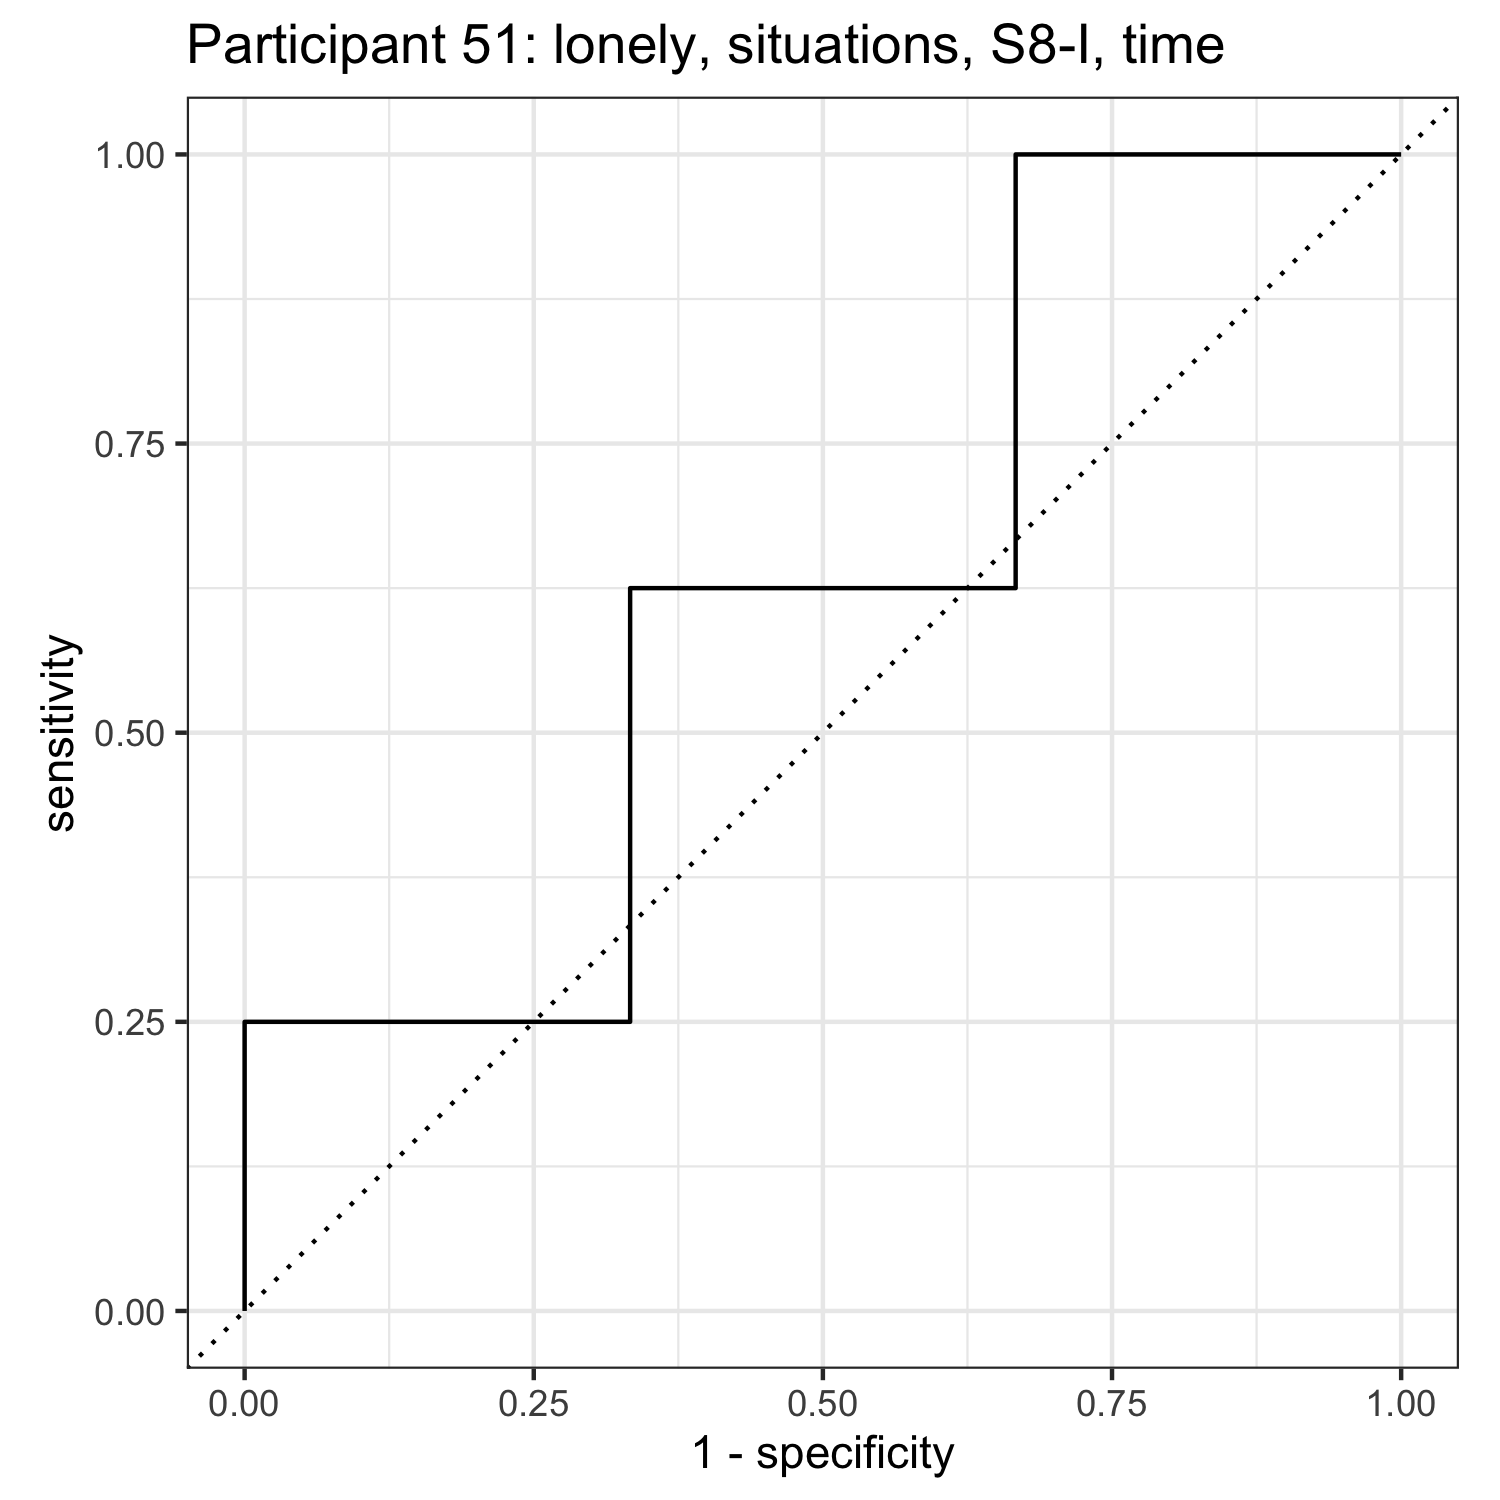 Participant 51: lonely, situations, S8-I, time
1.00
0.75
0.50
0.25
0.00
sensitivity
0.00 0.25 0.50 0.75 1.00
1 - specificity